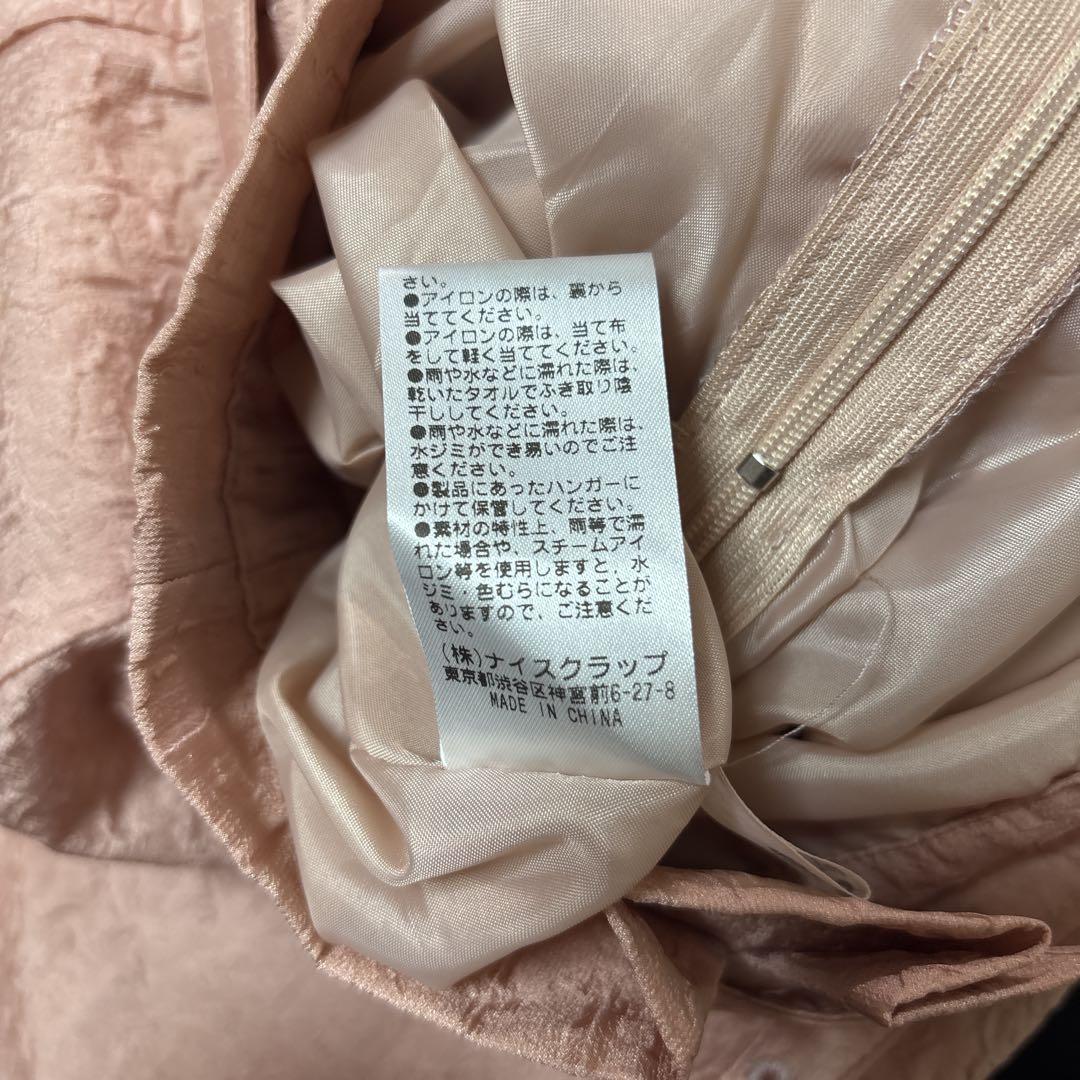 さい。
●アイロンの際は、裏から
当ててください。
●アイロンの際は、当て布
をして軽く当ててください。
●雨や水などに濡れた際は、
乾いたタオルでふき取り陰
干ししてください。
●雨や水などに濡れた際は、
水ジミができ易いのでご注
意ください。
●製品にあったハンガーに
かけて保管してください。
●素材の特性上、雨等で濡
れた場合や、スチームアイ
ロン等を使用しますと、水
ジミ・色むらになることが
ありますので、ご注意くだ
さい。
(株)ナイスクラップ
東京都渋谷区神宮前6-27-8
MADE IN CHINA